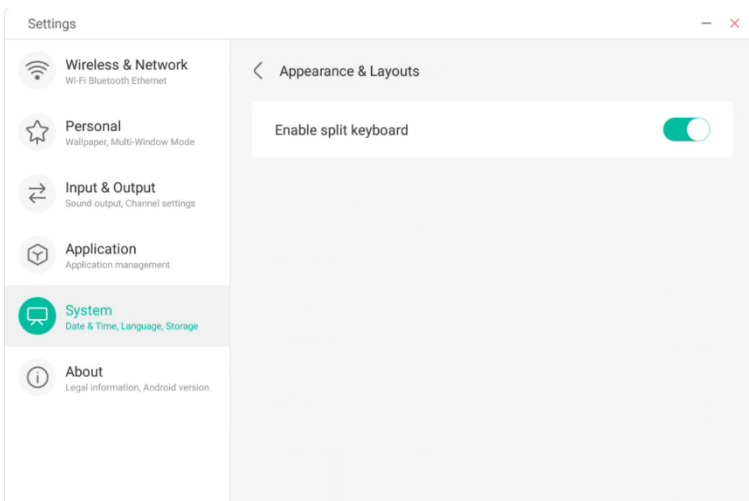 Settings
Wireless & Network
Wi-Fi Bluetooth Ethernet
Personal
Wallpaper, Multi-Window Mode
Input & Output
Sound output, Channel settings
Application
Application management
System
Date & Time, Language, Storage
About
Legal information, Android version
Appearance & Layouts
Enable split keyboard